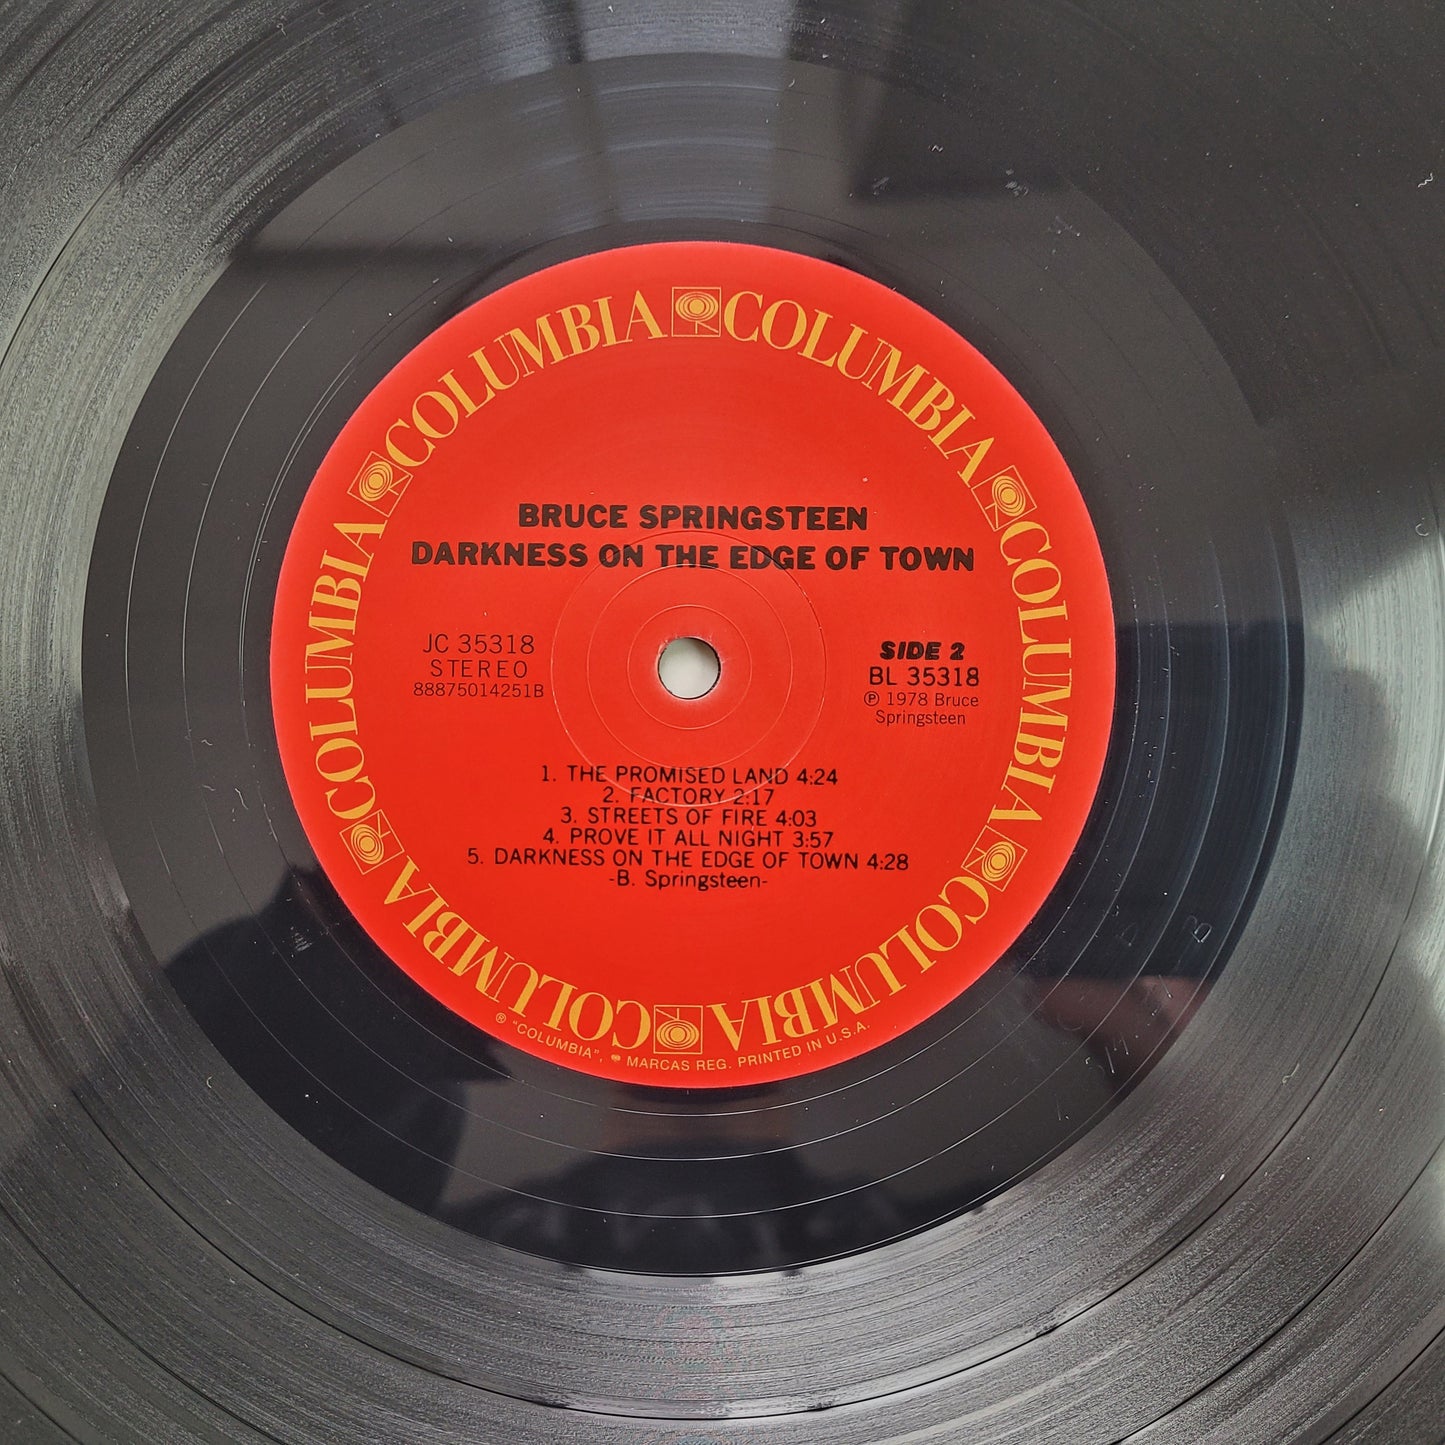 COLUMBIA COLUMBIA COLUMBIA COLUMBIA COLUMBIA COLUMBIA
BRUCE SPRINGSTEEN
DARKNESS ON THE EDGE OF TOWN
JC 35318
STEREO
88875014251B
SIDE 2
BL 35318
℗ 1978 Bruce
Springsteen
1. THE PROMISED LAND 4:24
2. FACTORY 2:17
3. STREETS OF FIRE 4:03
4. PROVE IT ALL NIGHT 3:57
5. DARKNESS ON THE EDGE OF TOWN 4:28
-B. Springsteen-
® "COLUMBIA", MARCAS REG. PRINTED IN U.S.A.